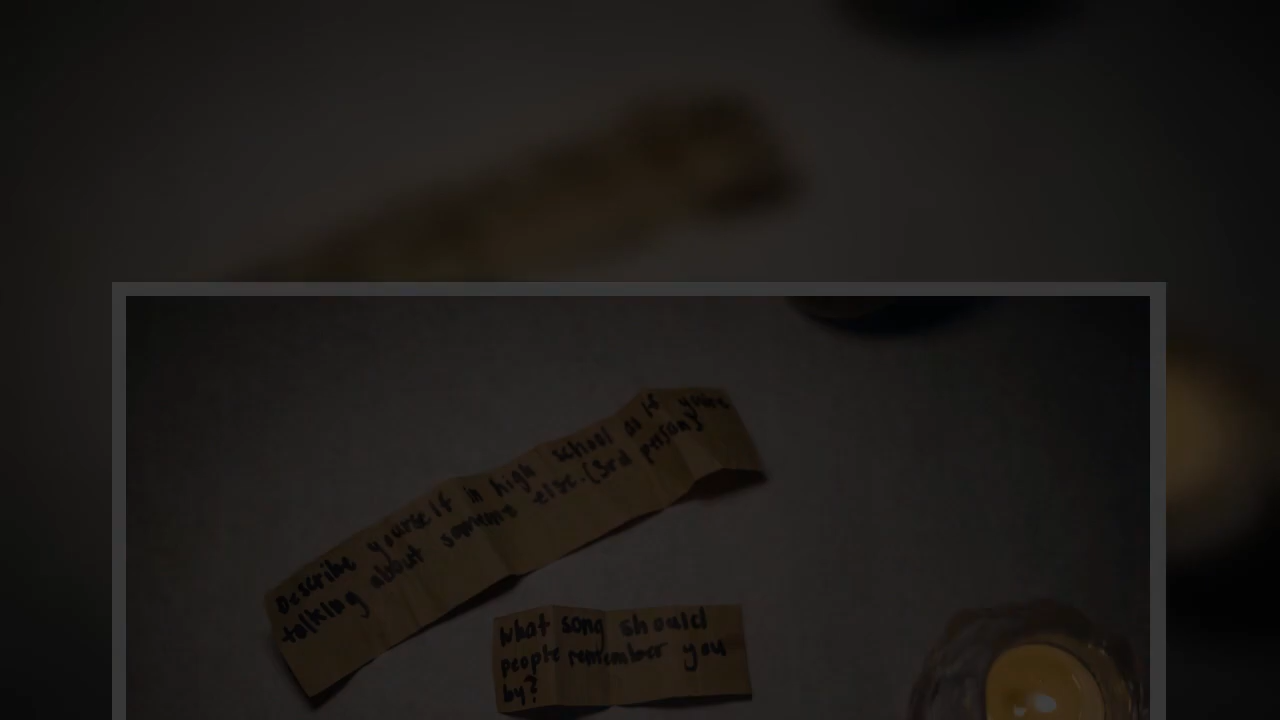 Describe yourself in high school as if you're
talking about someone else. (3rd person)
What song should
people remember you
by?